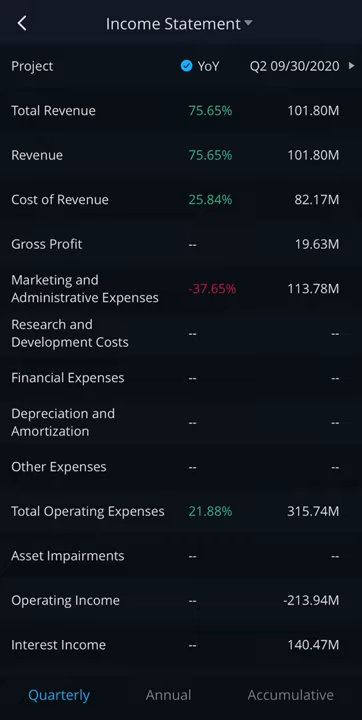 Income Statement
Project YoY Q2 09/30/2020
Total Revenue 75.65% 101.80M
Revenue 75.65% 101.80M
Cost of Revenue 25.84% 82.17M
Gross Profit -- 19.63M
Marketing and
Administrative Expenses -37.65% 113.78M
Research and
Development Costs -- --
Financial Expenses -- --
Depreciation and
Amortization -- --
Other Expenses -- --
Total Operating Expenses 21.88% 315.74M
Asset Impairments -- --
Operating Income -- -213.94M
Interest Income -- 140.47M
Quarterly Annual Accumulative